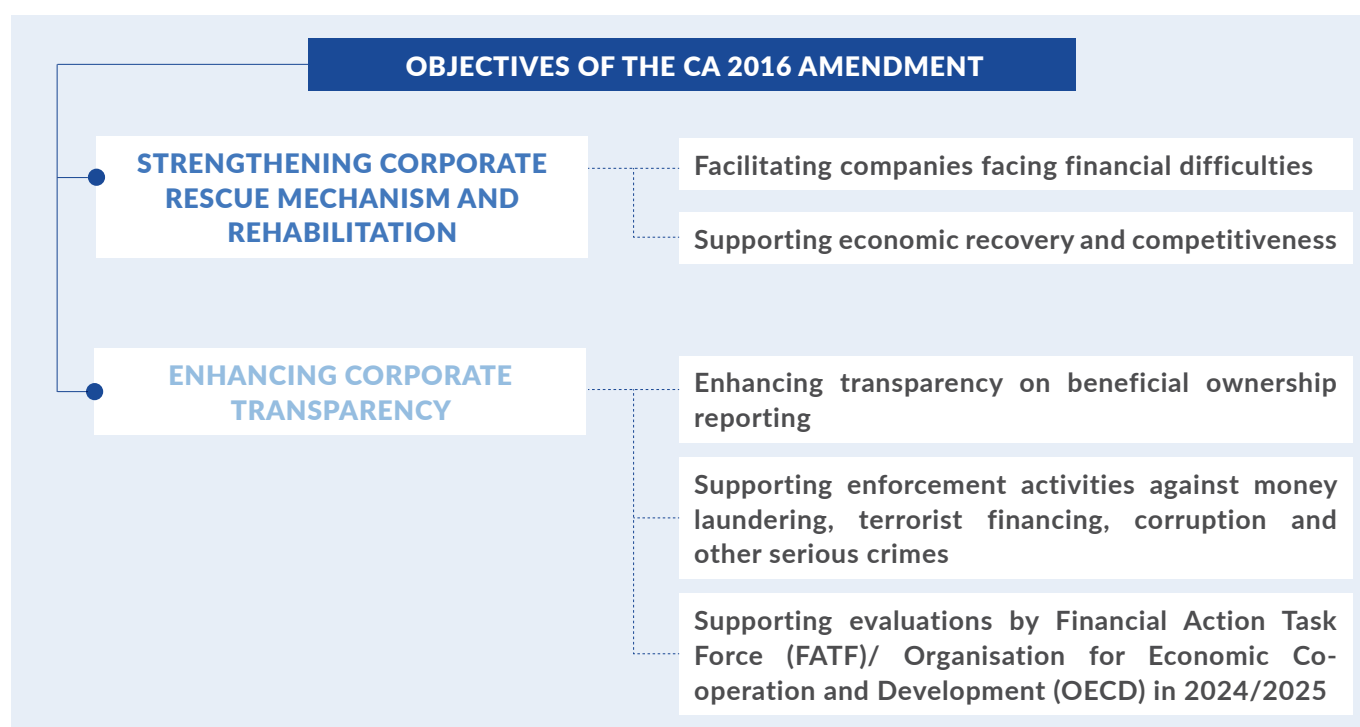 OBJECTIVES OF THE CA 2016 AMENDMENT
STRENGTHENING CORPORATE
RESCUE MECHANISM AND
REHABILITATION
Facilitating companies facing financial difficulties
Supporting economic recovery and competitiveness
ENHANCING CORPORATE
TRANSPARENCY
Enhancing transparency on beneficial ownership
reporting
Supporting enforcement activities against money
laundering, terrorist financing, corruption and
other serious crimes
Supporting evaluations by Financial Action Task
Force (FATF)/ Organisation for Economic Co-
operation and Development (OECD) in 2024/2025